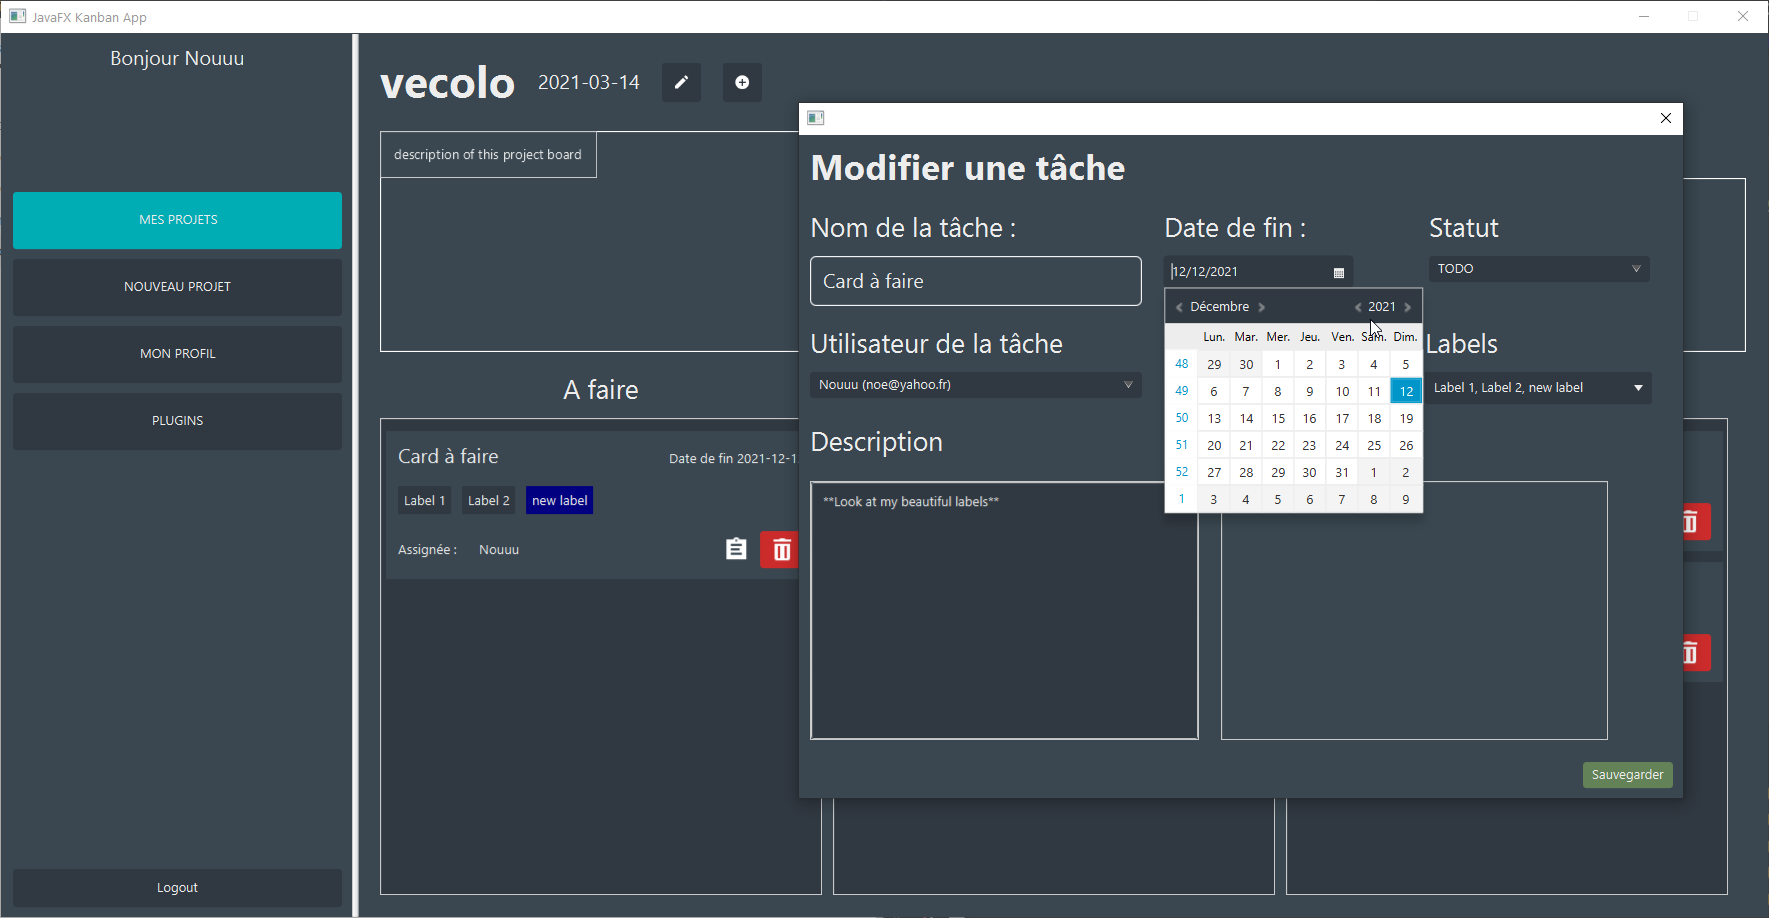 JavaFX Kanban App
Bonjour Nouuu
MES PROJETS
NOUVEAU PROJET
MON PROFIL
PLUGINS
Logout
vecolo 2021-03-14
description of this project board
A faire
Card à faire Date de fin 2021-12-1
Label 1 Label 2 new label
Assignée : Nouuu
Modifier une tâche
Nom de la tâche : Date de fin : Statut
Card à faire 12/12/2021 TODO
Décembre 2021
Lun. Mar. Mer. Jeu. Ven. Sam. Dim.
48 29 30 1 2 3 4 5
49 6 7 8 9 10 11 12
50 13 14 15 16 17 18 19
51 20 21 22 23 24 25 26
52 27 28 29 30 31 1 2
1 3 4 5 6 7 8 9
Utilisateur de la tâche Labels
Nouuu (noe@yahoo.fr) Label 1, Label 2, new label
Description
**Look at my beautiful labels**
Sauvegarder